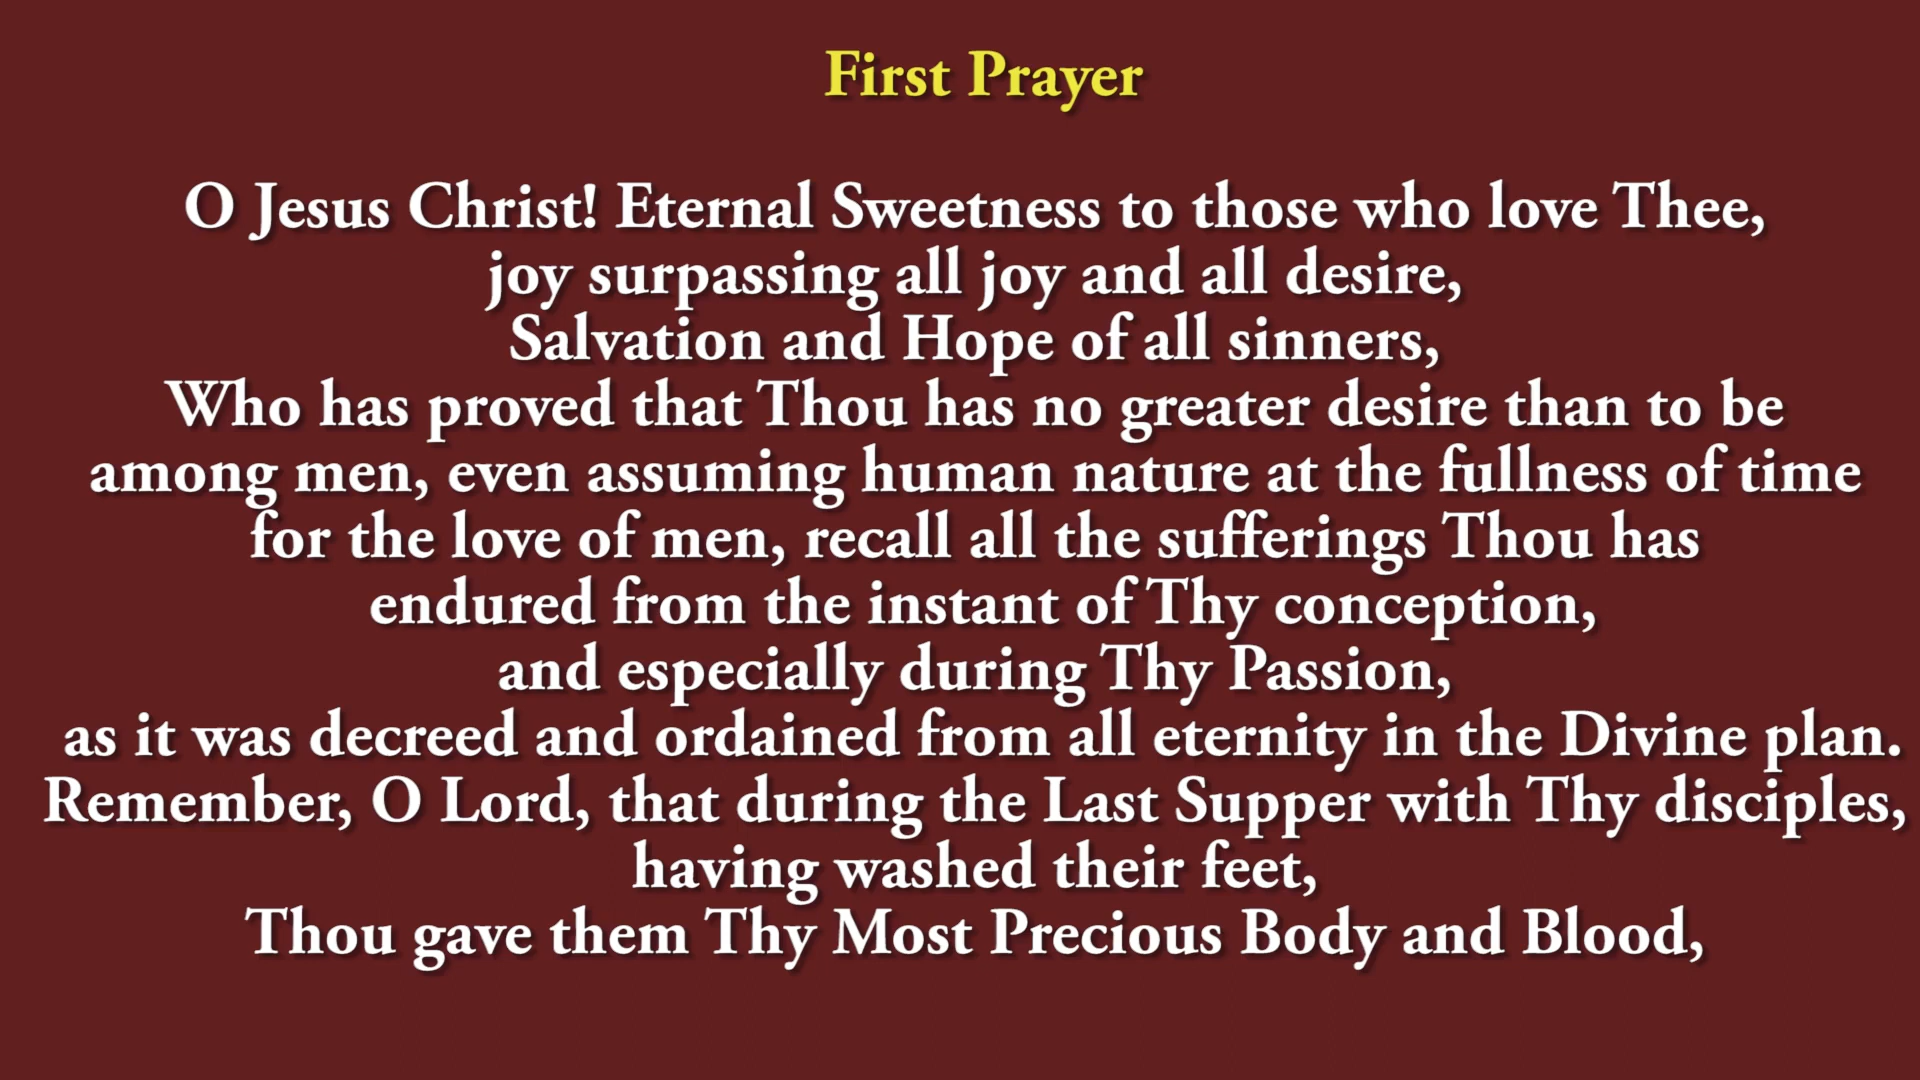 First Prayer
O Jesus Christ! Eternal Sweetness to those who love Thee,
joy surpassing all joy and all desire,
Salvation and Hope of all sinners,
Who has proved that Thou has no greater desire than to be
among men, even assuming human nature at the fullness of time
for the love of men, recall all the sufferings Thou has
endured from the instant of Thy conception,
and especially during Thy Passion,
as it was decreed and ordained from all eternity in the Divine plan.
Remember, O Lord, that during the Last Supper with Thy disciples,
having washed their feet,
Thou gave them Thy Most Precious Body and Blood,